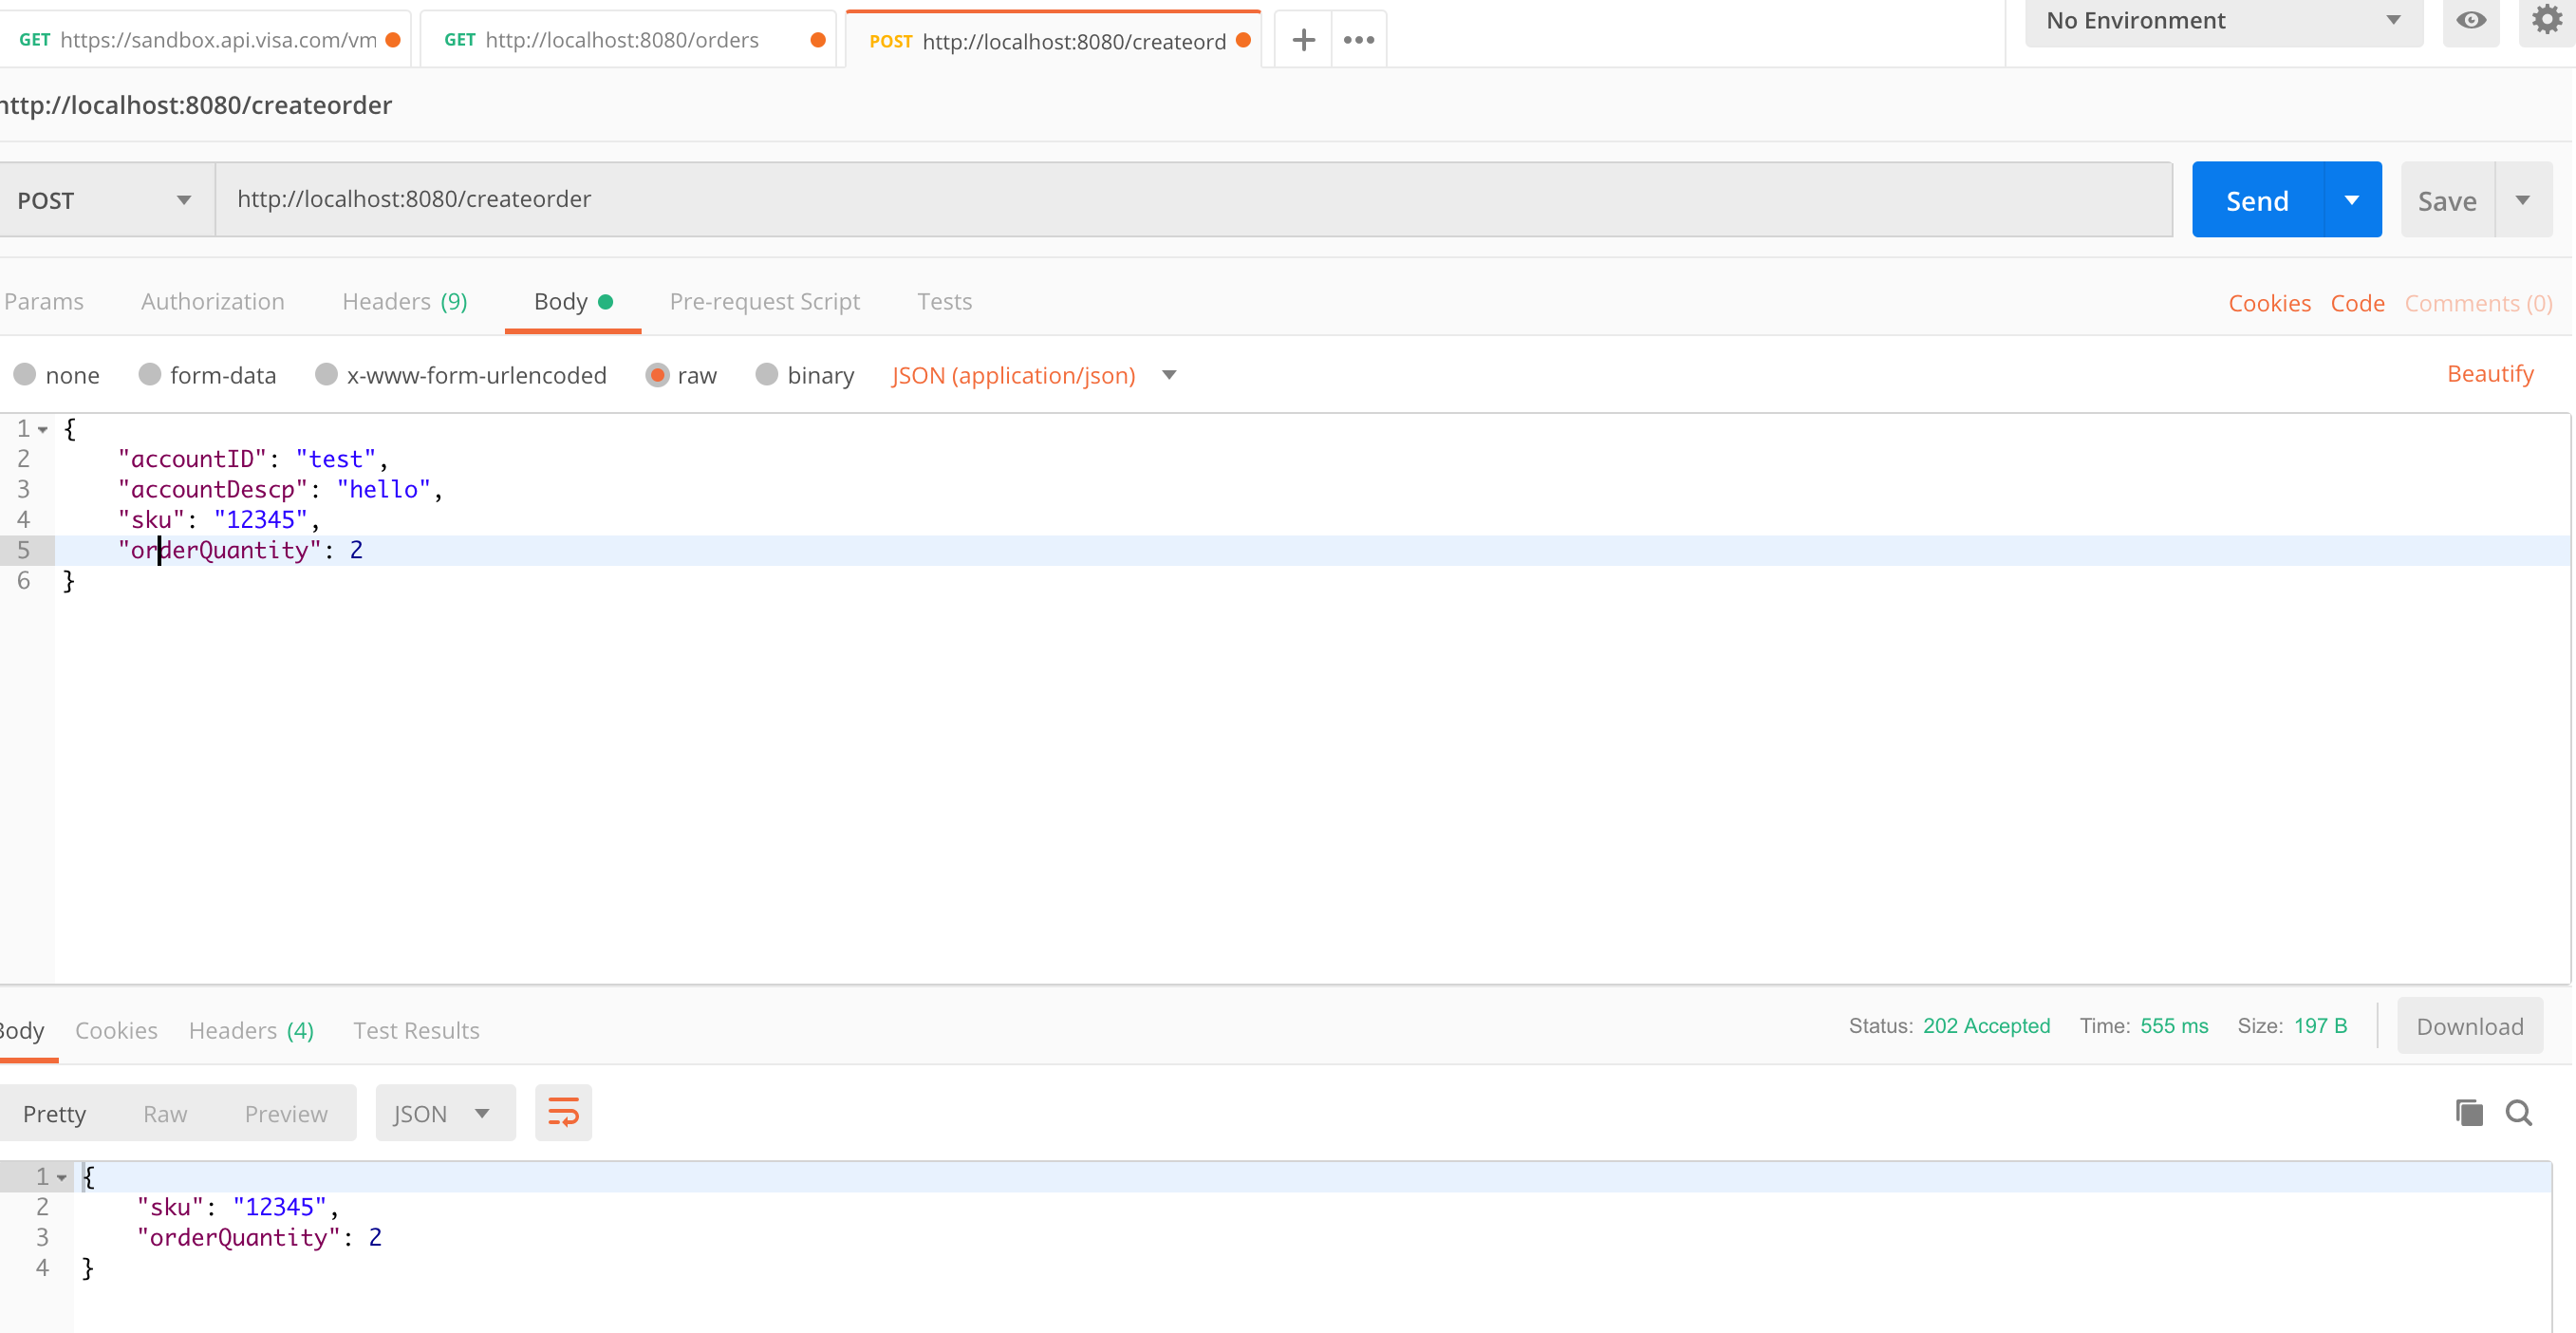 GET https://sandbox.api.visa.com/vm GET http://localhost:8080/orders POST http://localhost:8080/createord No Environment
http://localhost:8080/createorder
POST http://localhost:8080/createorder Send Save
Params Authorization Headers (9) Body Pre-request Script Tests Cookies Code Comments (0)
none form-data x-www-form-urlencoded raw binary JSON (application/json) Beautify
1 {
2 "accountID": "test",
3 "accountDescp": "hello",
4 "sku": "12345",
5 "orderQuantity": 2
6 }
Body Cookies Headers (4) Test Results Status: 202 Accepted Time: 555 ms Size: 197 B Download
Pretty Raw Preview JSON
1 {
2 "sku": "12345",
3 "orderQuantity": 2
4 }